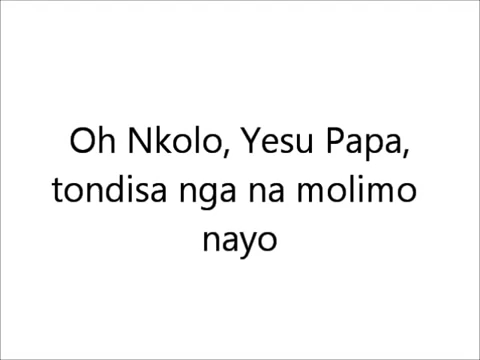 Oh Nkolo, Yesu Papa,
tondisa nga na molimo
nayo